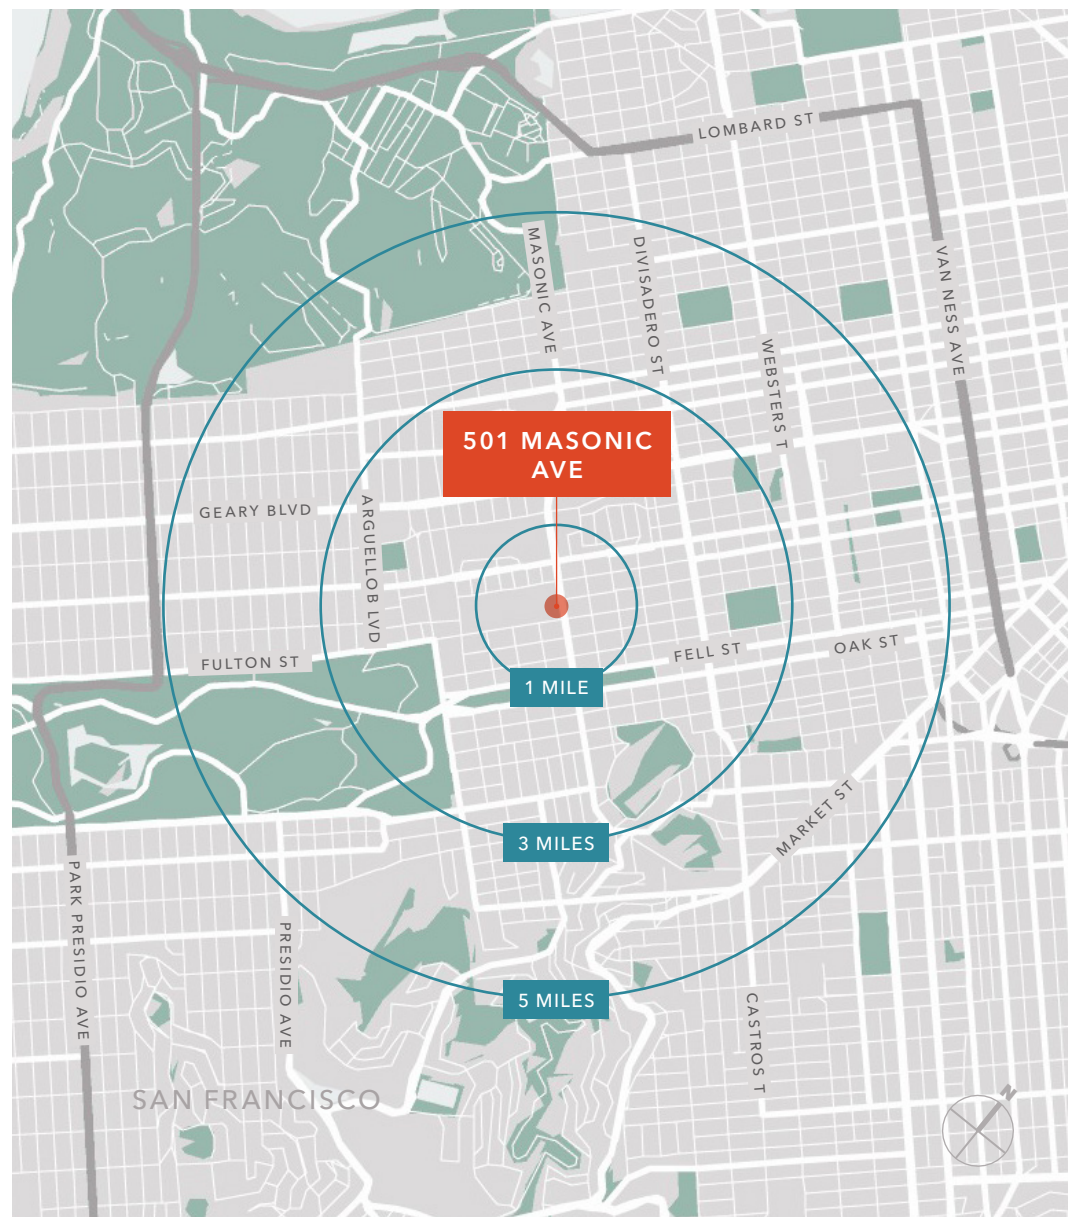 LOMBARD ST
MASONIC AVE
DIVISADERO ST
VAN NESS AVE
WEBSTERS T
501 MASONIC
AVE
GEARY BLVD
ARGUELLOB LVD
FULTON ST
FELL ST
OAK ST
1 MILE
MARKET ST
3 MILES
PARK PRESIDIO AVE
PRESIDIO AVE
5 MILES
CASTROS T
SAN FRANCISCO
N